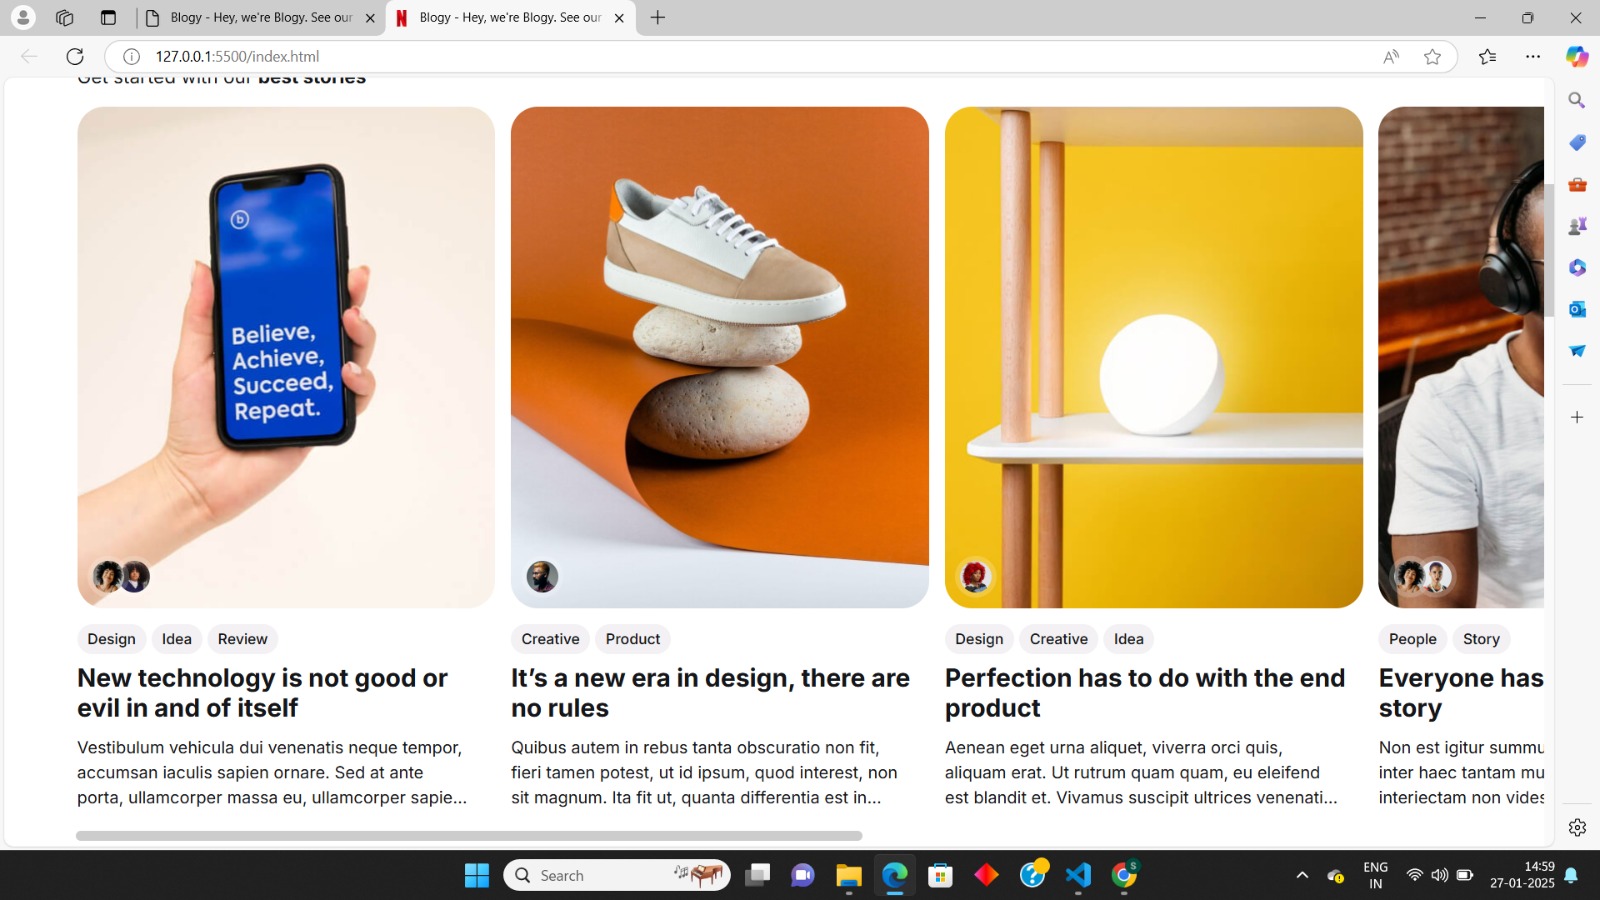 Blogy - Hey, we're Blogy. See our
Blogy - Hey, we're Blogy. See our
127.0.0.1:5500/index.html
Get started with our best stories
b
Believe,
Achieve,
Succeed,
Repeat.
Design Idea Review
New technology is not good or
evil in and of itself
Vestibulum vehicula dui venenatis neque tempor,
accumsan iaculis sapien ornare. Sed at ante
porta, ullamcorper massa eu, ullamcorper sapie...
Creative Product
It’s a new era in design, there are
no rules
Quibus autem in rebus tanta obscuratio non fit,
fieri tamen potest, ut id ipsum, quod interest, non
sit magnum. Ita fit ut, quanta differentia est in...
Design Creative Idea
Perfection has to do with the end
product
Aenean eget urna aliquet, viverra orci quis,
aliquam erat. Ut rutrum quam quam, eu eleifend
est blandit et. Vivamus suscipit ultrices venenati...
People Story
Everyone has
story
Non est igitur summu
inter haec tantam mu
interiectam non vides
Search
ENG
IN
14:59
27-01-2025